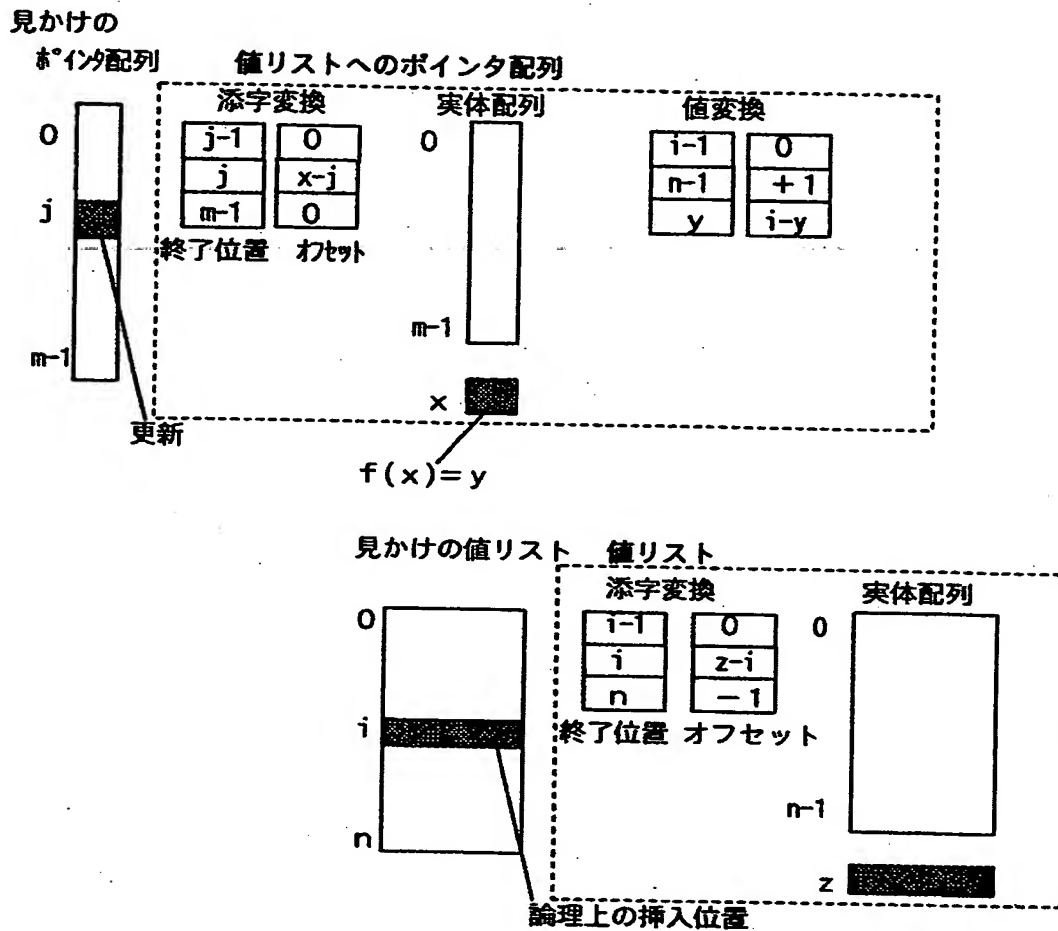 見かけの
ポインタ配列 値リストへのポインタ配列
添字変換 実体配列 値変換
0 j-1 0 0 i-1 0
j x-j n-1 +1
j m-1 0 y i-y
終了位置 オフセット
m-1
m-1
x
更新
f(x)=y
見かけの値リスト 値リスト
添字変換 実体配列
0 i-1 0 0
i z-i
n -1
i 終了位置 オフセット
n-1
n
z
論理上の挿入位置